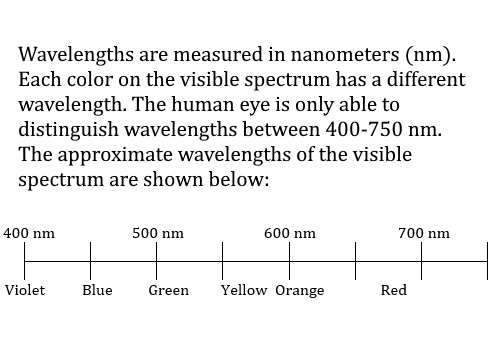 Wavelengths are measured in nanometers (nm).
Each color on the visible spectrum has a different
wavelength. The human eye is only able to
distinguish wavelengths between 400-750 nm.
The approximate wavelengths of the visible
spectrum are shown below:
400 nm 500 nm 600 nm 700 nm
Violet Blue Green Yellow Orange Red